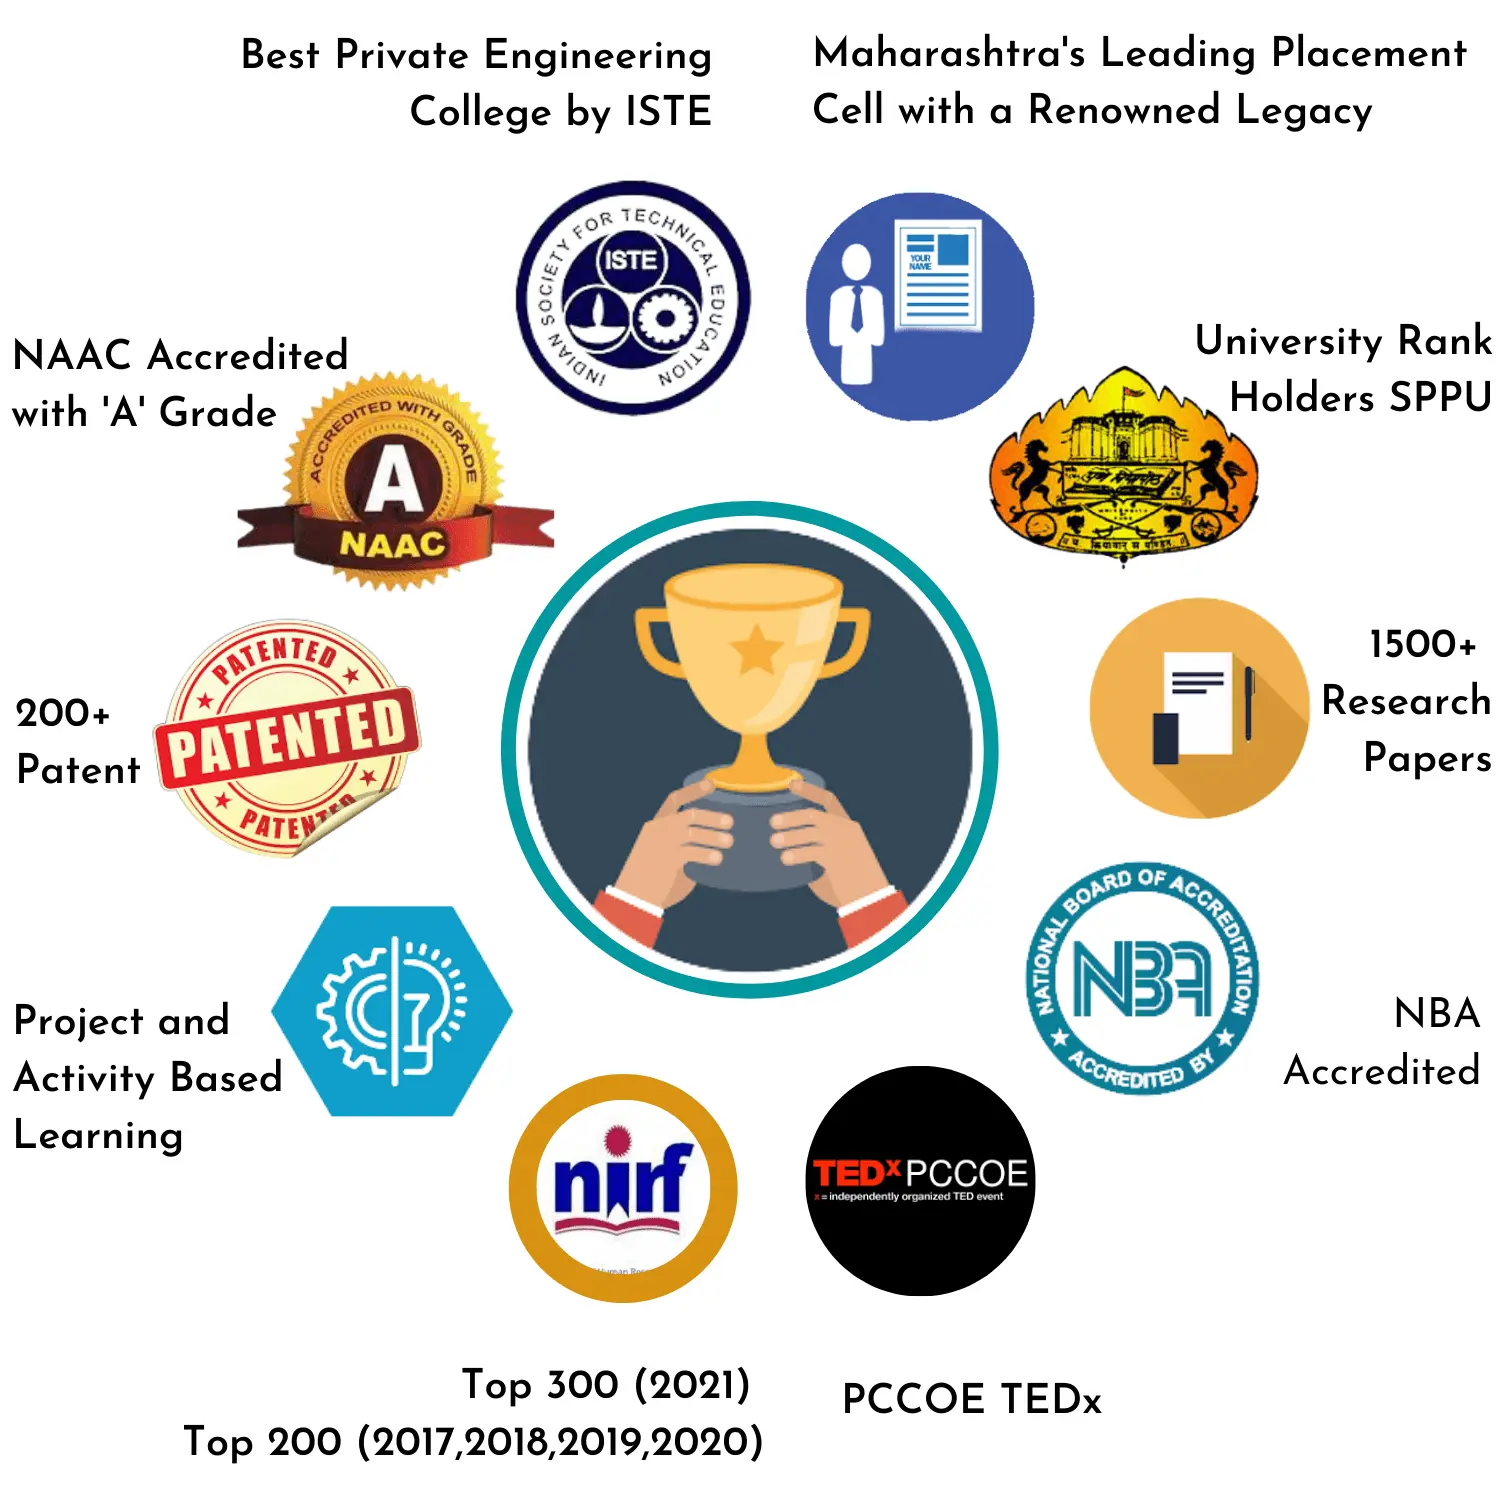 Best Private Engineering
College by ISTE
Maharashtra's Leading Placement
Cell with a Renowned Legacy
INDIAN SOCIETY FOR TECHNICAL EDUCATION
ISTE
YOUR
NAME
NAAC Accredited
with 'A' Grade
ACCREDITED WITH GRADE
A
NAAC
University Rank
Holders SPPU
200+
Patent
PATENTED
PATENTED
PATENTED
1500+
Research
Papers
Project and
Activity Based
Learning
NATIONAL BOARD OF ACCREDITATION
NBA
ACCREDITED BY
NBA
Accredited
nirf
Human
TEDx PCCOE
x = independently organized TED event
Top 300 (2021)
Top 200 (2017,2018,2019,2020)
PCCOE TEDx